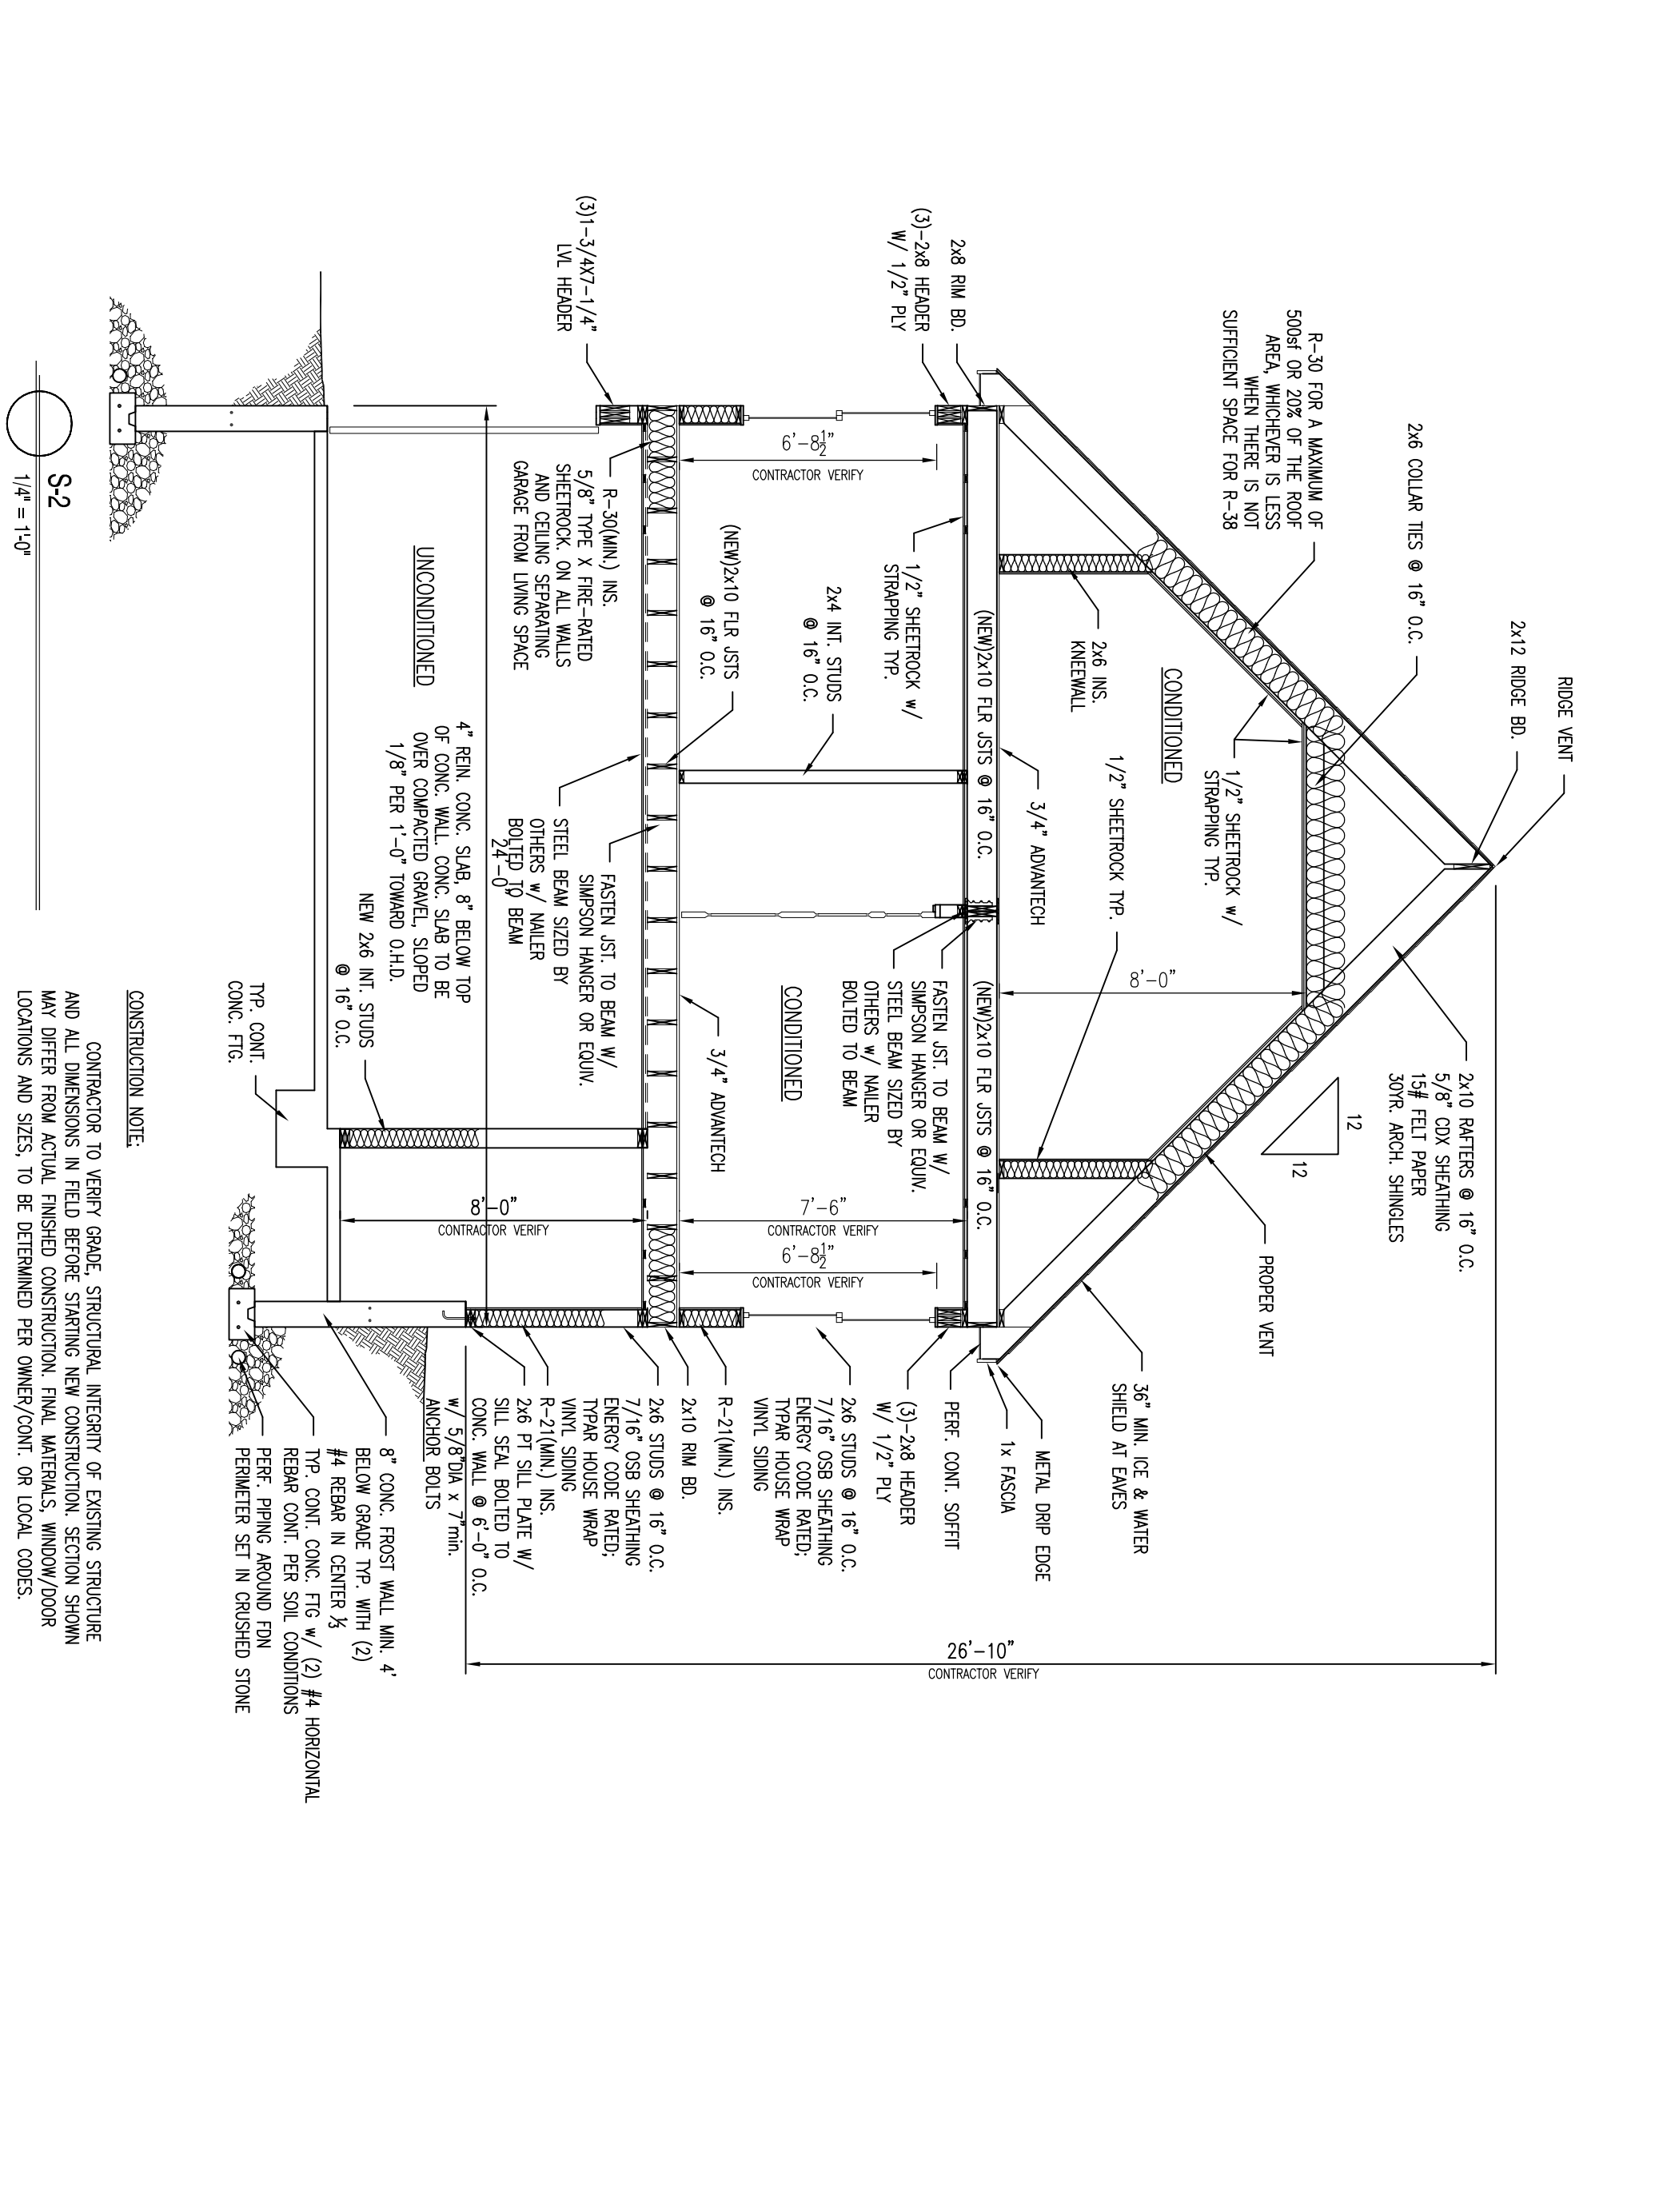 RIDGE VENT
2x12 RIDGE BD.
2x6 COLLAR TIES @ 16" O.C.
R-30 FOR A MAXIMUM OF
500sf OR 20% OF THE ROOF
AREA, WHICHEVER IS LESS
WHEN THERE IS NOT
SUFFICIENT SPACE FOR R-38
2x10 RAFTERS @ 16" O.C.
5/8" CDX SHEATHING
15# FELT PAPER
30YR. ARCH. SHINGLES
12
12
PROPER VENT
1/2" SHEETROCK w/
STRAPPING TYP.
CONDITIONED
8'-0"
36" MIN. ICE & WATER
SHIELD AT EAVES
1/2" SHEETROCK TYP.
2x6 INS.
KNEEWALL
3/4" ADVANTECH
METAL DRIP EDGE
1x FASCIA
PERF. CONT. SOFFIT
2x8 RIM BD.
(3)-2x8 HEADER
W/ 1/2" PLY
(NEW)2x10 FLR JSTS @ 16" O.C.
(NEW)2x10 FLR JSTS @ 16" O.C.
(3)-2x8 HEADER
W/ 1/2" PLY
1/2" SHEETROCK w/
STRAPPING TYP.
FASTEN JST. TO BEAM W/
SIMPSON HANGER OR EQUIV.
STEEL BEAM SIZED BY
OTHERS w/ NAILER
BOLTED TO BEAM
6'-8½"
CONTRACTOR VERIFY
2x4 INT. STUDS
@ 16" O.C.
CONDITIONED
7'-6"
CONTRACTOR VERIFY
6'-8½"
CONTRACTOR VERIFY
2x6 STUDS @ 16" O.C.
7/16" OSB SHEATHING
ENERGY CODE RATED;
TYPAR HOUSE WRAP
VINYL SIDING
R-21(MIN.) INS.
(NEW)2x10 FLR JSTS
@ 16" O.C.
3/4" ADVANTECH
2x10 RIM BD.
(3)1-3/4X7-1/4"
LVL HEADER
R-30(MIN.) INS.
5/8" TYPE X FIRE-RATED
SHEETROCK. ON ALL WALLS
AND CEILING SEPARATING
GARAGE FROM LIVING SPACE
FASTEN JST. TO BEAM W/
SIMPSON HANGER OR EQUIV.
STEEL BEAM SIZED BY
OTHERS w/ NAILER
BOLTED TO BEAM
24'-0"
2x6 STUDS @ 16" O.C.
7/16" OSB SHEATHING
ENERGY CODE RATED;
TYPAR HOUSE WRAP
VINYL SIDING
R-21(MIN.) INS.
2x6 PT SILL PLATE W/
SILL SEAL BOLTED TO
CONC. WALL @ 6'-0" O.C.
w/ 5/8"DIA x 7"min.
ANCHOR BOLTS
8'-0"
CONTRACTOR VERIFY
26'-10"
CONTRACTOR VERIFY
UNCONDITIONED
4" REIN. CONC. SLAB, 8" BELOW TOP
OF CONC. WALL. CONC. SLAB TO BE
OVER COMPACTED GRAVEL, SLOPED
1/8" PER 1'-0" TOWARD O.H.D.
NEW 2x6 INT. STUDS
@ 16" O.C.
TYP. CONT.
CONC. FTG.
8" CONC. FROST WALL MIN. 4'
BELOW GRADE TYP. WITH (2)
#4 REBAR IN CENTER ⅓
TYP. CONT. CONC. FTG w/ (2) #4 HORIZONTAL
REBAR CONT. PER SOIL CONDITIONS
PERF. PIPING AROUND FDN
PERIMETER SET IN CRUSHED STONE
S-2
1/4" = 1'-0"
CONSTRUCTION NOTE:
CONTRACTOR TO VERIFY GRADE, STRUCTURAL INTEGRITY OF EXISTING STRUCTURE
AND ALL DIMENSIONS IN FIELD BEFORE STARTING NEW CONSTRUCTION. SECTION SHOWN
MAY DIFFER FROM ACTUAL FINISHED CONSTRUCTION. FINAL MATERIALS, WINDOW/DOOR
LOCATIONS AND SIZES, TO BE DETERMINED PER OWNER/CONT. OR LOCAL CODES.